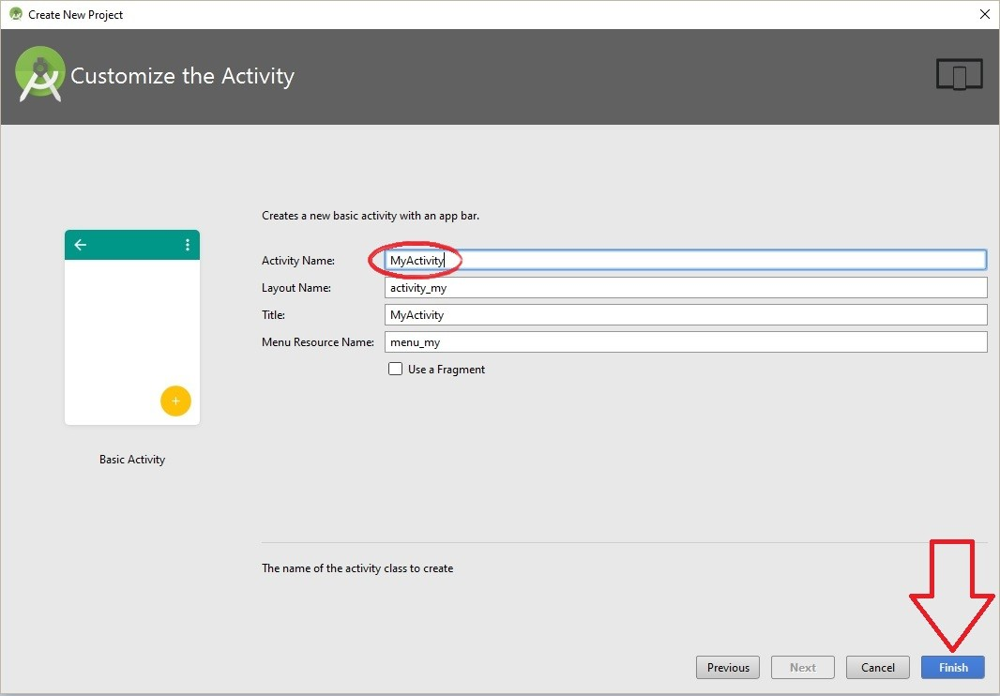 Create New Project
Customize the Activity
Creates a new basic activity with an app bar.
Activity Name: MyActivity
Layout Name: activity_my
Title: MyActivity
Menu Resource Name: menu_my
Use a Fragment
Basic Activity
The name of the activity class to create
Previous Next Cancel Finish